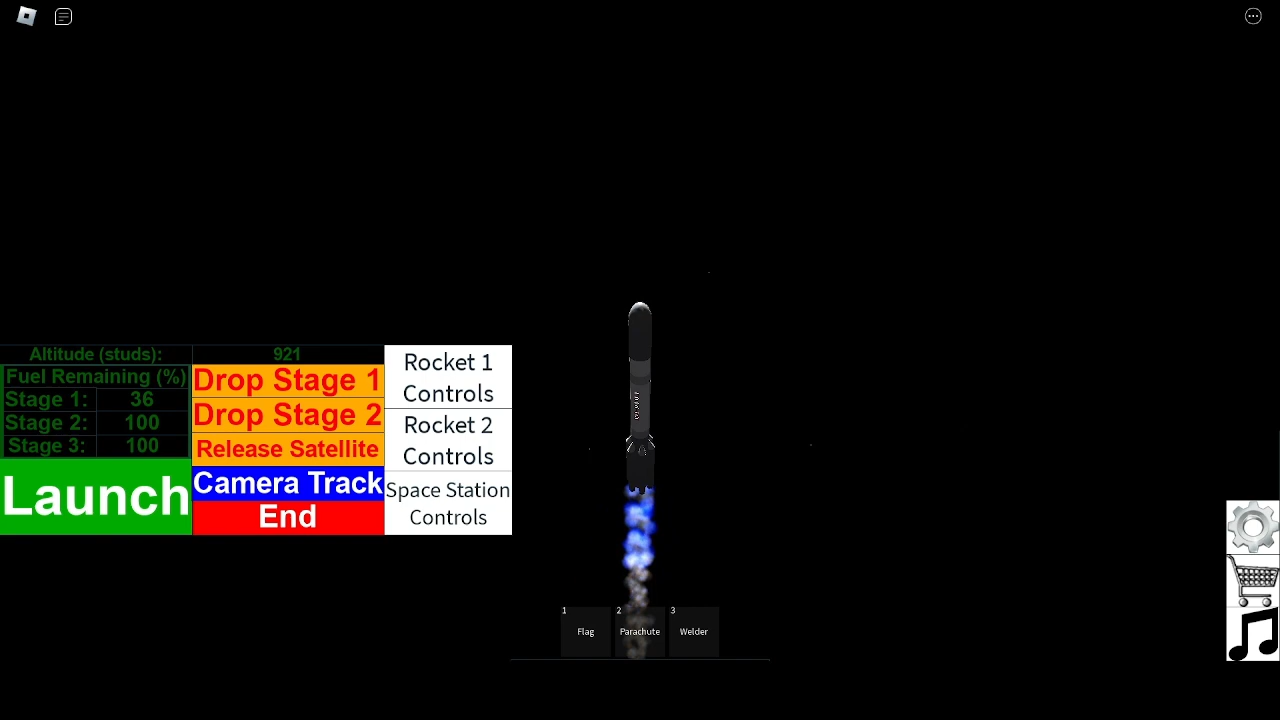 Altitude (studs): 921
Fuel Remaining (%)
Stage 1: 36
Stage 2: 100
Stage 3: 100
Launch
Drop Stage 1
Drop Stage 2
Release Satellite
Camera Track
End
Rocket 1
Controls
Rocket 2
Controls
Space Station
Controls
1
Flag
2
Parachute
3
Welder